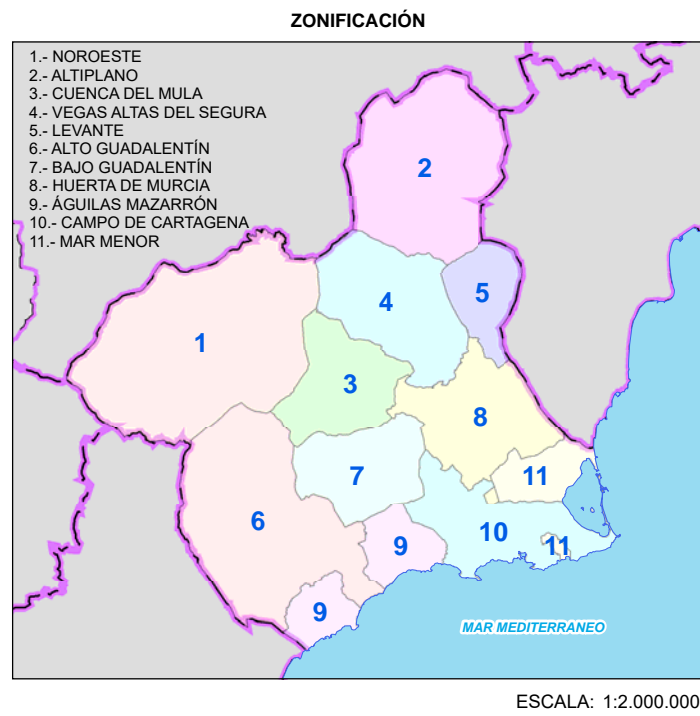 ZONIFICACIÓN
1.- NOROESTE
2.- ALTIPLANO
3.- CUENCA DEL MULA
4.- VEGAS ALTAS DEL SEGURA
5.- LEVANTE
6.- ALTO GUADALENTÍN
7.- BAJO GUADALENTÍN
8.- HUERTA DE MURCIA
9.- ÁGUILAS MAZARRÓN
10.- CAMPO DE CARTAGENA
11.- MAR MENOR
2
5
4
1
3
8
11
7
6
10
9
11
9
MAR MEDITERRANEO
ESCALA: 1:2.000.000